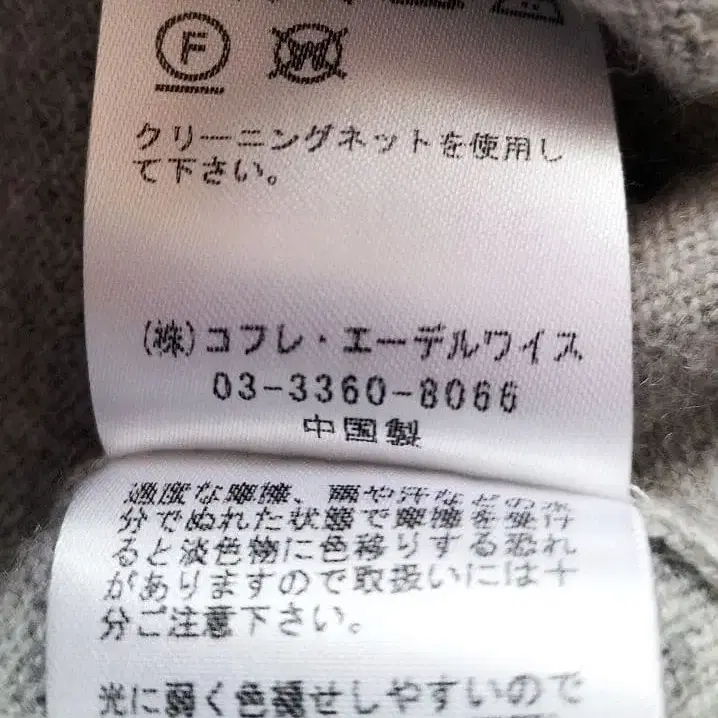 F W
クリーニングネットを使用し
て下さい。
(株)コフレ・エーデルワイス
03-3360-8066
中国製
過度な摩擦、雨や汗などの水
分でぬれた状態で摩擦を受け
ると淡色物に色移りする恐れ
がありますので取扱いには十
分ご注意下さい。
光に弱く色褪せしやすいので